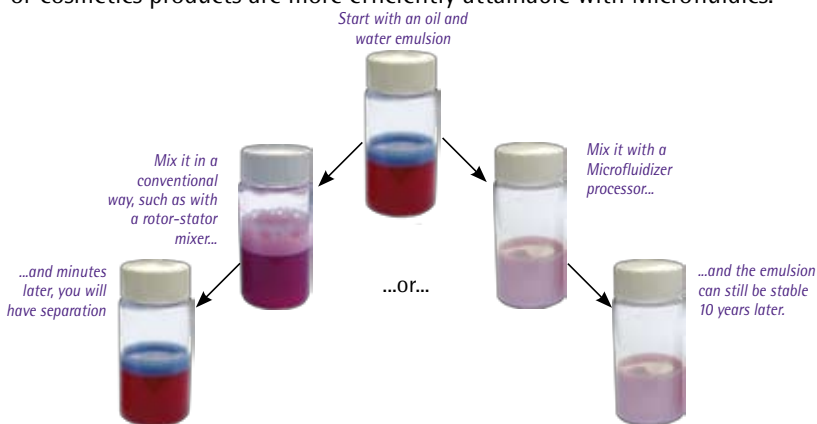 or cosmetics products are more efficiently attainable with Microfluidics.
Start with an oil and
water emulsion
Mix it in a
conventional
way, such as with
a rotor-stator
mixer...
Mix it with a
Microfluidizer
processor...
...and minutes
later, you will
have separation
...or...
...and the emulsion
can still be stable
10 years later.